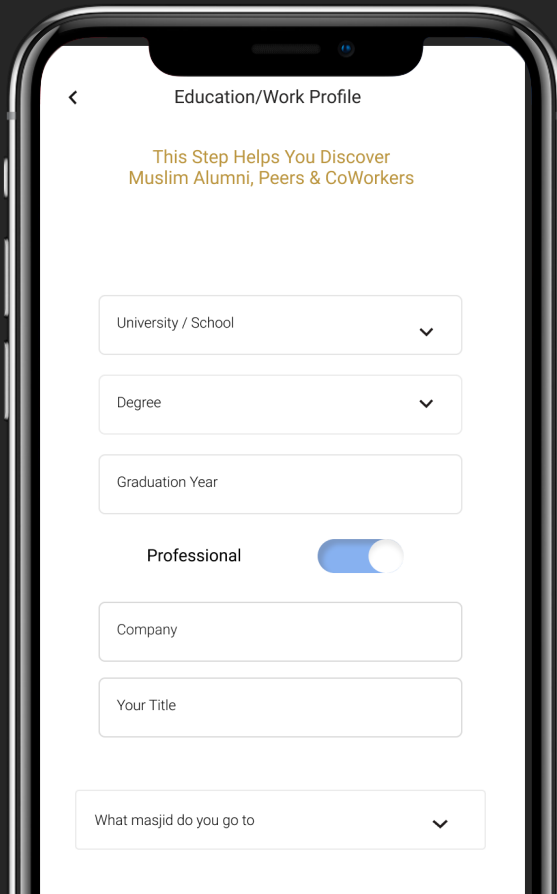 Education/Work Profile
This Step Helps You Discover
Muslim Alumni, Peers & CoWorkers
University / School
Degree
Graduation Year
Professional
Company
Your Title
What masjid do you go to